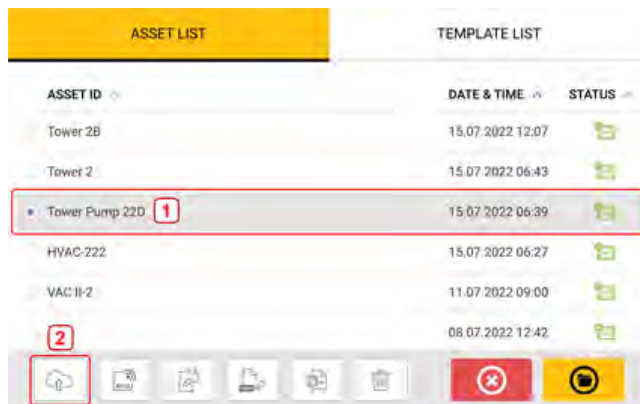 ASSET LIST TEMPLATE LIST
ASSET ID DATE & TIME STATUS
Tower 2B 15.07.2022 12:07
Tower 2 15.07.2022 06:43
Tower Pump 22D 1 15.07.2022 06:39
HVAC-222 15.07.2022 06:27
VAC II-2 11.07.2022 09:00
2 08.07.2022 12:42